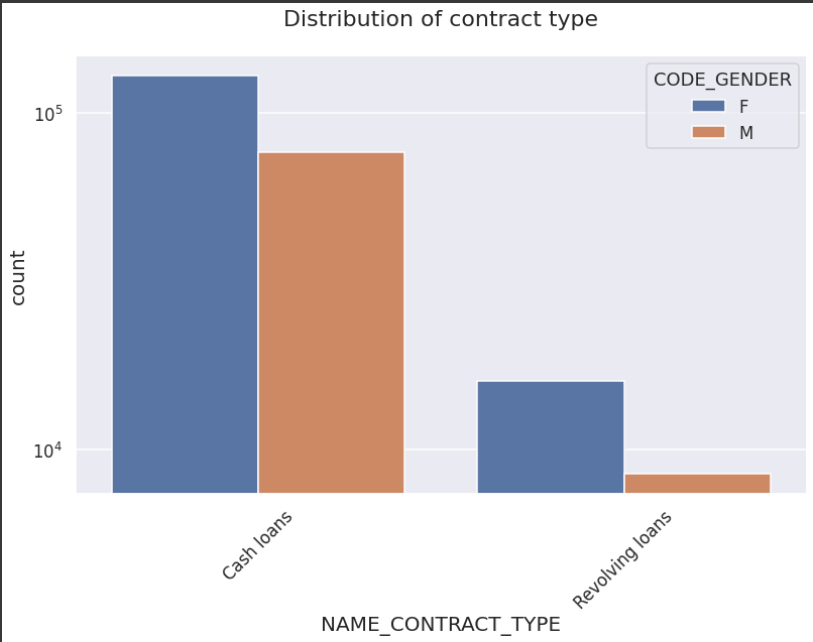 Distribution of contract type
CODE_GENDER
F
M
10⁵
10⁴
count
Cash loans
Revolving loans
NAME_CONTRACT_TYPE